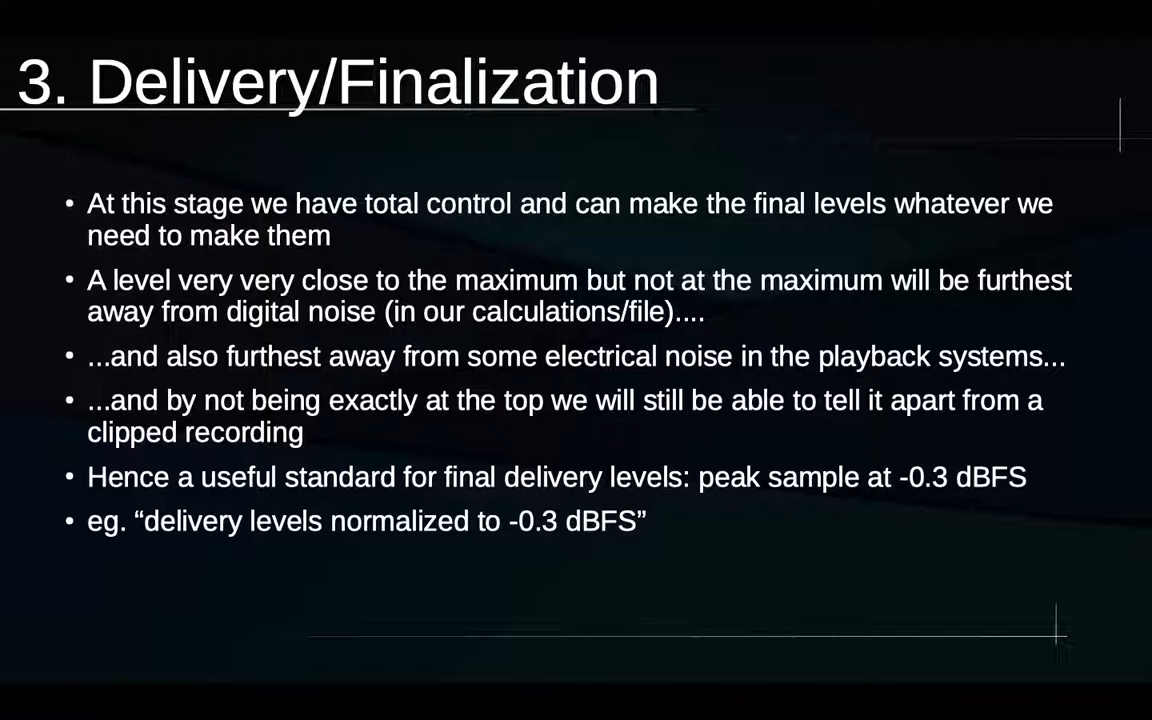 3. Delivery/Finalization
• At this stage we have total control and can make the final levels whatever we
need to make them
• A level very very close to the maximum but not at the maximum will be furthest
away from digital noise (in our calculations/file)....
• ...and also furthest away from some electrical noise in the playback systems...
• ...and by not being exactly at the top we will still be able to tell it apart from a
clipped recording
• Hence a useful standard for final delivery levels: peak sample at -0.3 dBFS
• eg. “delivery levels normalized to -0.3 dBFS”